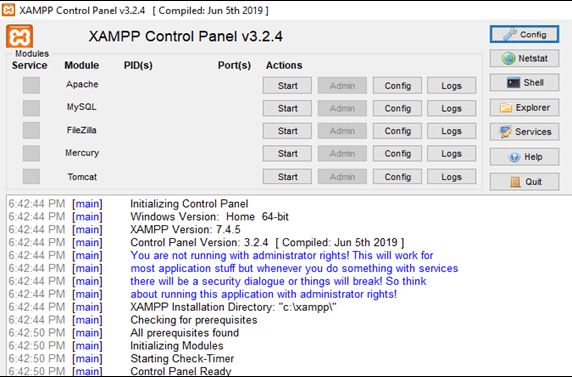 XAMPP Control Panel v3.2.4 [ Compiled: Jun 5th 2019 ]
XAMPP Control Panel v3.2.4
Config
Modules
Service Module PID(s) Port(s) Actions
Netstat
Apache Start Admin Config Logs
Shell
MySQL Start Admin Config Logs
Explorer
FileZilla Start Admin Config Logs
Services
Mercury Start Admin Config Logs
Help
Tomcat Start Admin Config Logs
Quit
6:42:44 PM [main] Initializing Control Panel
6:42:44 PM [main] Windows Version: Home 64-bit
6:42:44 PM [main] XAMPP Version: 7.4.5
6:42:44 PM [main] Control Panel Version: 3.2.4 [ Compiled: Jun 5th 2019 ]
6:42:44 PM [main] You are not running with administrator rights! This will work for
6:42:44 PM [main] most application stuff but whenever you do something with services
6:42:44 PM [main] there will be a security dialogue or things will break! So think
6:42:44 PM [main] about running this application with administrator rights!
6:42:44 PM [main] XAMPP Installation Directory: "c:\xampp\"
6:42:44 PM [main] Checking for prerequisites
6:42:50 PM [main] All prerequisites found
6:42:50 PM [main] Initializing Modules
6:42:50 PM [main] Starting Check-Timer
6:42:50 PM [main] Control Panel Ready